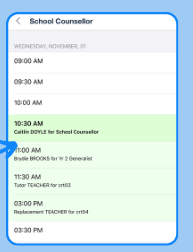 School Counsellor
WEDNESDAY, NOVEMBER, 01
09:00 AM
09:30 AM
10:00 AM
10:30 AM
Caitlin DOYLE for School Counsellor
11:00 AM
Brydie BROOKS for Yr 2 Generalist
11:30 AM
Tutor TEACHER for crt03
03:00 PM
Replacement TEACHER for crt04
03:30 PM